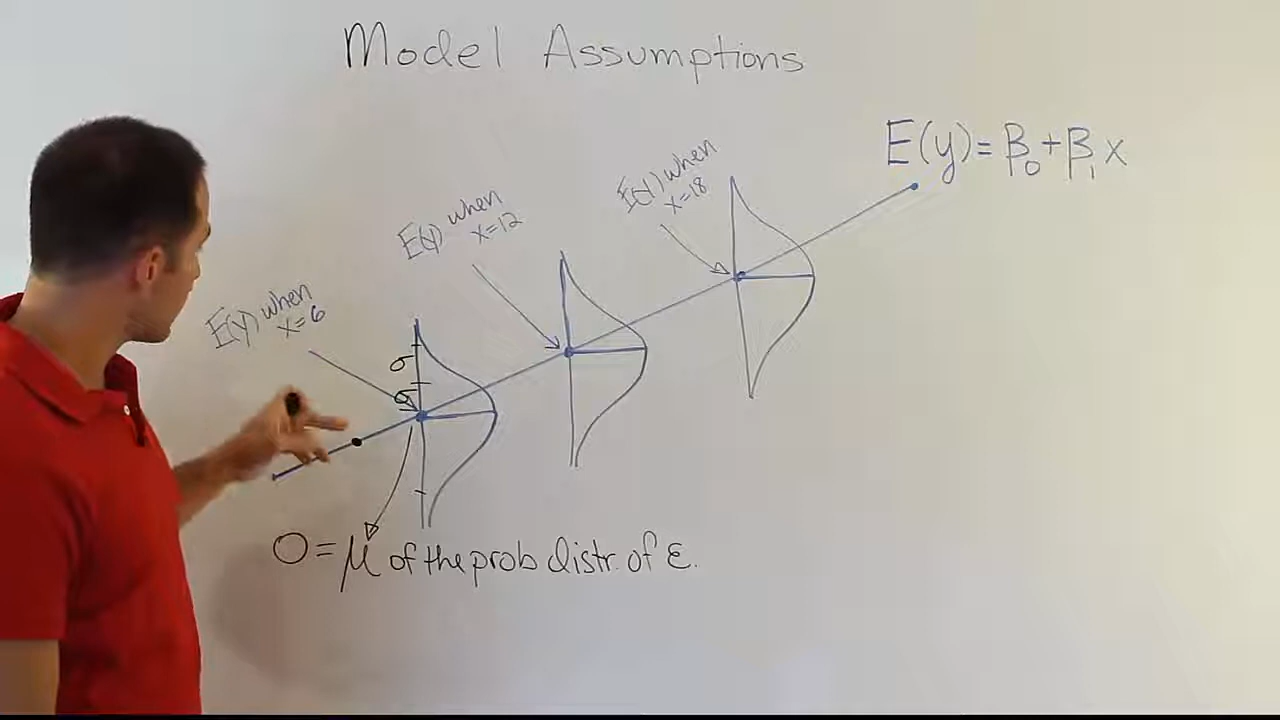 Model Assumptions
E(y) = β₀ + β₁ x
E(y) when
x=18
E(y) when
x=12
E(y) when
x=6
σ
σ
0 = μ of the prob distr. of ε.